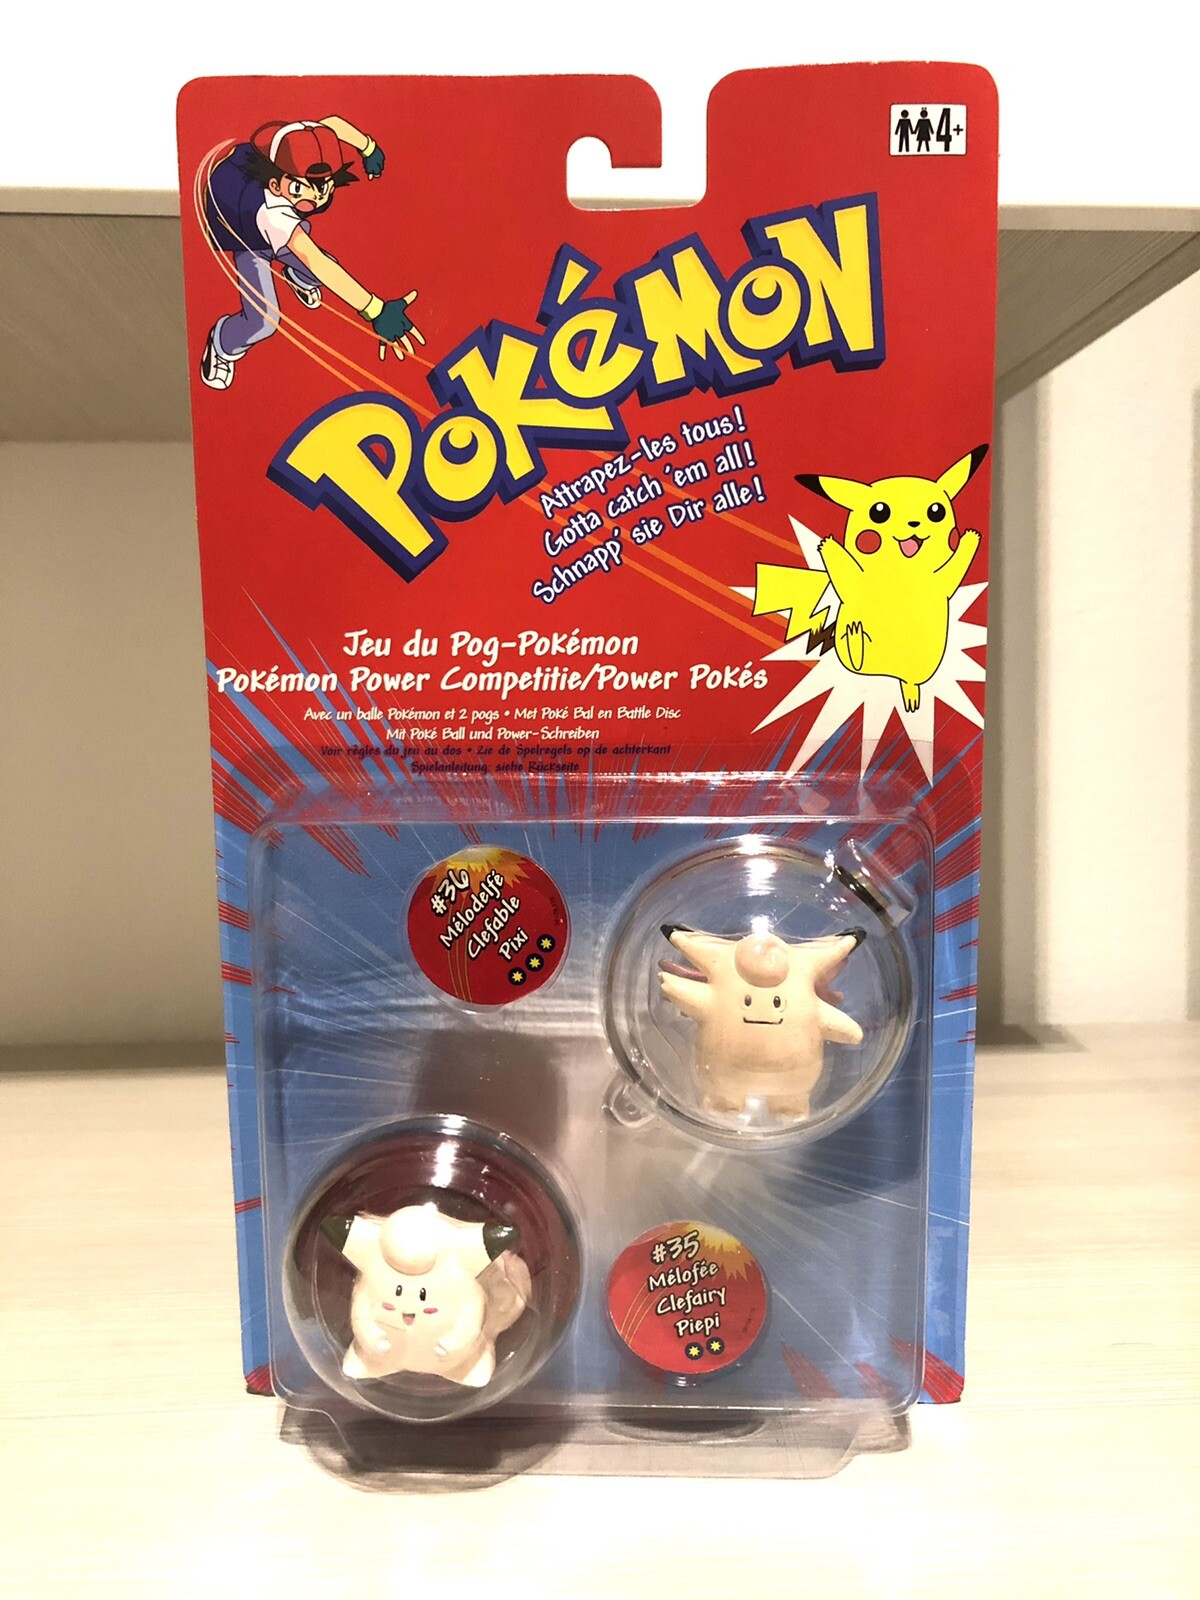 4+
Pokémon
Attrapez-les tous!
Gotta catch 'em all!
Schnapp' sie Dir alle!
Jeu du Pog-Pokémon
Pokémon Power Competitie/Power Pokés
Avec un balle Pokémon et 2 pogs • Met Poké Bal en Battle Disc
Mit Poké Ball und Power-Schreiben
Voir règles du jeu au dos • Zie de Spelregels op de achterkant
Spielanleitung: siehe Rückseite
#36
Mélodelfé
Clefable
Pixi
#35
Mélofée
Clefairy
Piepi